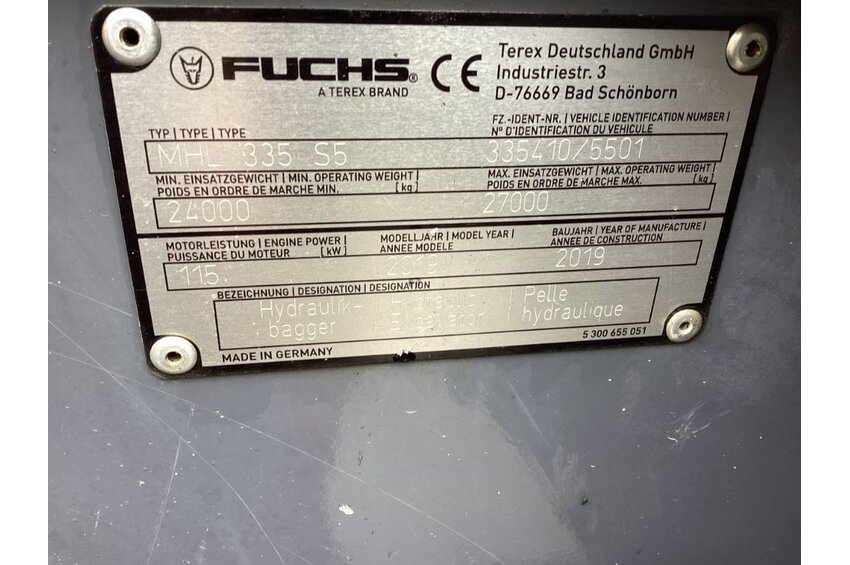 FUCHS®
A TEREX BRAND
CE
Terex Deutschland GmbH
Industriestr. 3
D-76669 Bad Schönborn
TYP | TYPE | TYPE
MHL 335 S5
FZ.-IDENT-NR. | VEHICLE IDENTIFICATION NUMBER |
N° D'IDENTIFICATION DU VEHICULE
335410/5501
MIN. EINSATZGEWICHT | MIN. OPERATING WEIGHT |
POIDS EN ORDRE DE MARCHE MIN. [kg]
24000
MAX. EINSATZGEWICHT | MAX. OPERATING WEIGHT |
POIDS EN ORDRE DE MARCHE MAX. [kg]
27000
MOTORLEISTUNG | ENGINE POWER |
PUISSANCE DU MOTEUR [kW]
115
MODELLJAHR | MODEL YEAR |
ANNEE MODELE
2019
BAUJAHR | YEAR OF MANUFACTURE |
ANNEE DE CONSTRUCTION
2019
BEZEICHNUNG | DESIGNATION | DESIGNATION
Hydraulik-
bagger
Hydraulic
Excavator
Pelle
hydraulique
MADE IN GERMANY
5 300 655 051